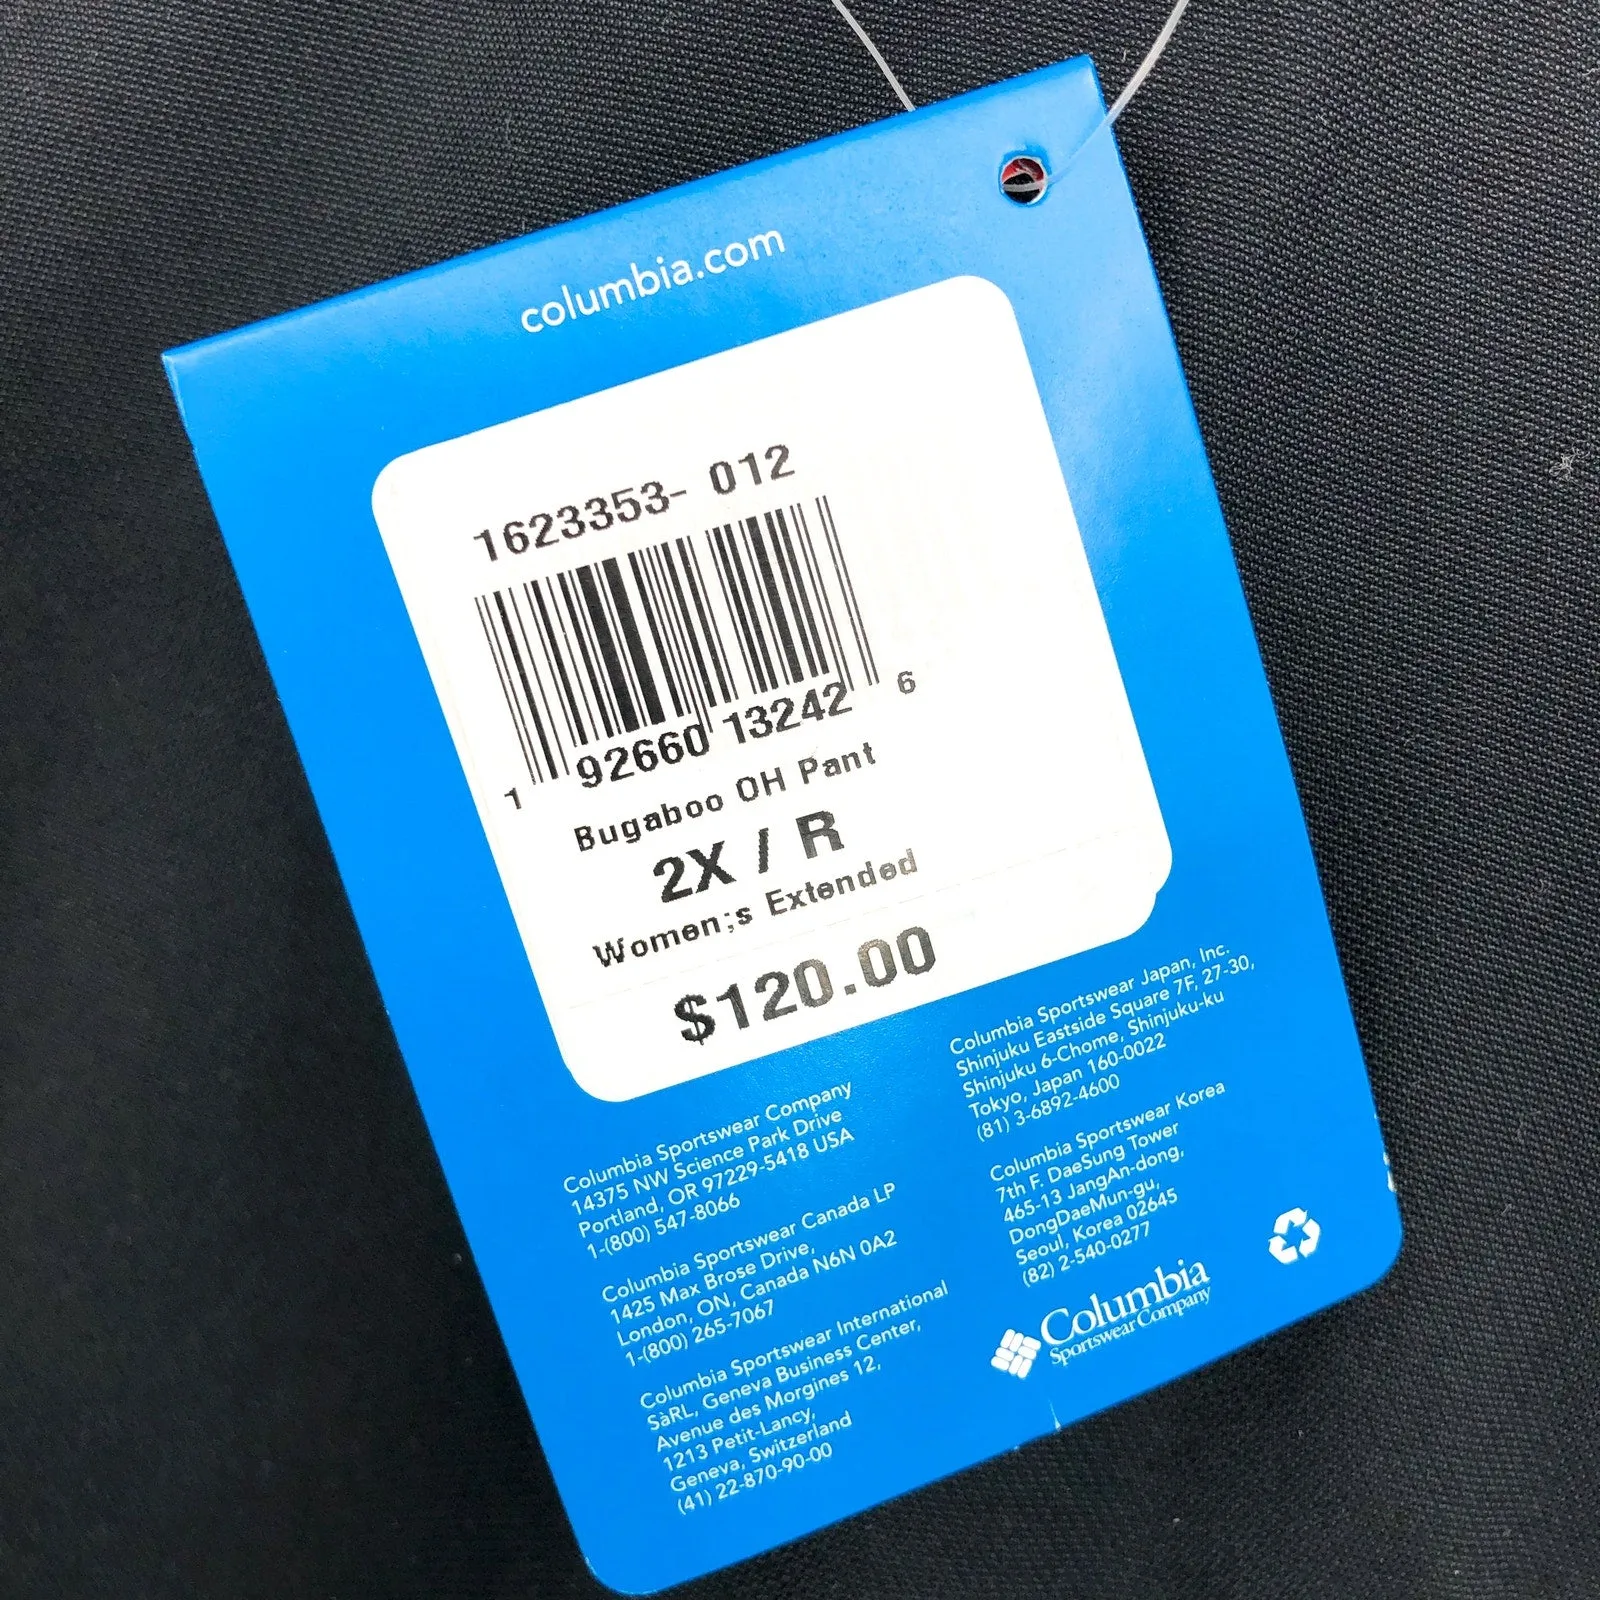 columbia.com
1623353- 012
1 92660 13242 6
Bugaboo OH Pant
2X / R
Women;s Extended
$120.00
Columbia Sportswear Company
14375 NW Science Park Drive
Portland, OR 97229-5418 USA
1-(800) 547-8066
Columbia Sportswear Canada LP
1425 Max Brose Drive,
London, ON, Canada N6N 0A2
1-(800) 265-7067
Columbia Sportswear International
SàRL, Geneva Business Center,
Avenue des Morgines 12,
1213 Petit-Lancy,
Geneva, Switzerland
(41) 22-870-90-00
Columbia Sportswear Japan, Inc.
Shinjuku Eastside Square 7F, 27-30,
Shinjuku 6-Chome, Shinjuku-ku
Tokyo, Japan 160-0022
(81) 3-6892-4600
Columbia Sportswear Korea
7th F. DaeSung Tower
465-13 JangAn-dong,
DongDaeMun-gu,
Seoul, Korea 02645
(82) 2-540-0277
Columbia
Sportswear Company